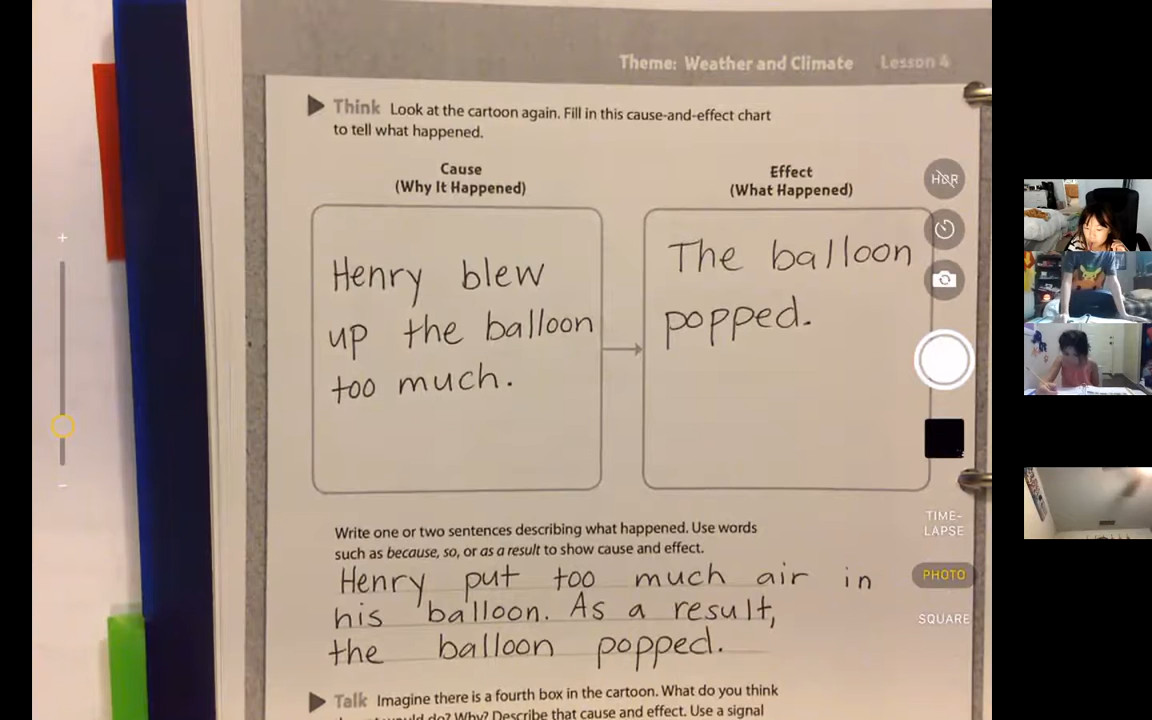 Theme: Weather and Climate Lesson 4
Think Look at the cartoon again. Fill in this cause-and-effect chart
to tell what happened.
Cause
(Why It Happened)
Effect
(What Happened)
Henry blew
up the balloon
too much.
The balloon
popped.
Write one or two sentences describing what happened. Use words
such as because, so, or as a result to show cause and effect.
Henry put too much air in
his balloon. As a result,
the balloon popped.
Talk Imagine there is a fourth box in the cartoon. What do you think
would do? Why? Describe that cause and effect. Use a signal
HDR
TIME-
LAPSE
PHOTO
SQUARE